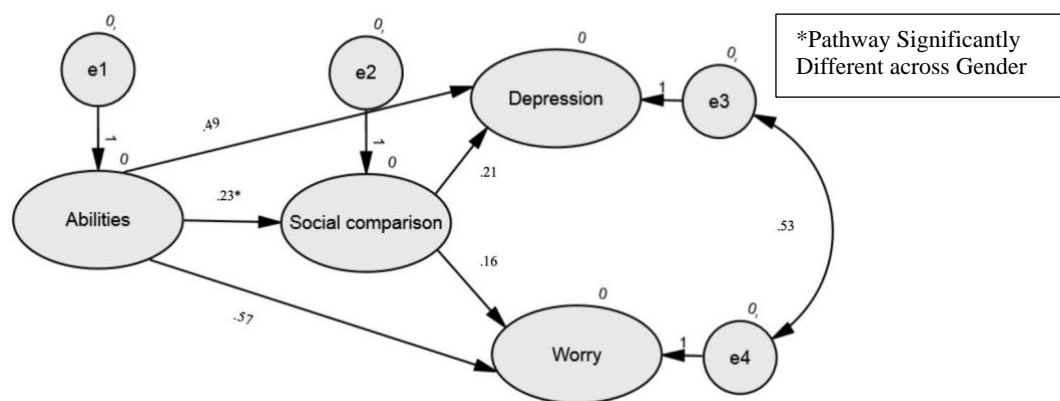 *Pathway Significantly
Different across Gender
0,
e1
1
0,
e2
1
0
Depression
0,
e3
1
.49
0
Abilities
.23*
0
Social comparison
.21
.16
.53
.57
0
Worry
0,
e4
1